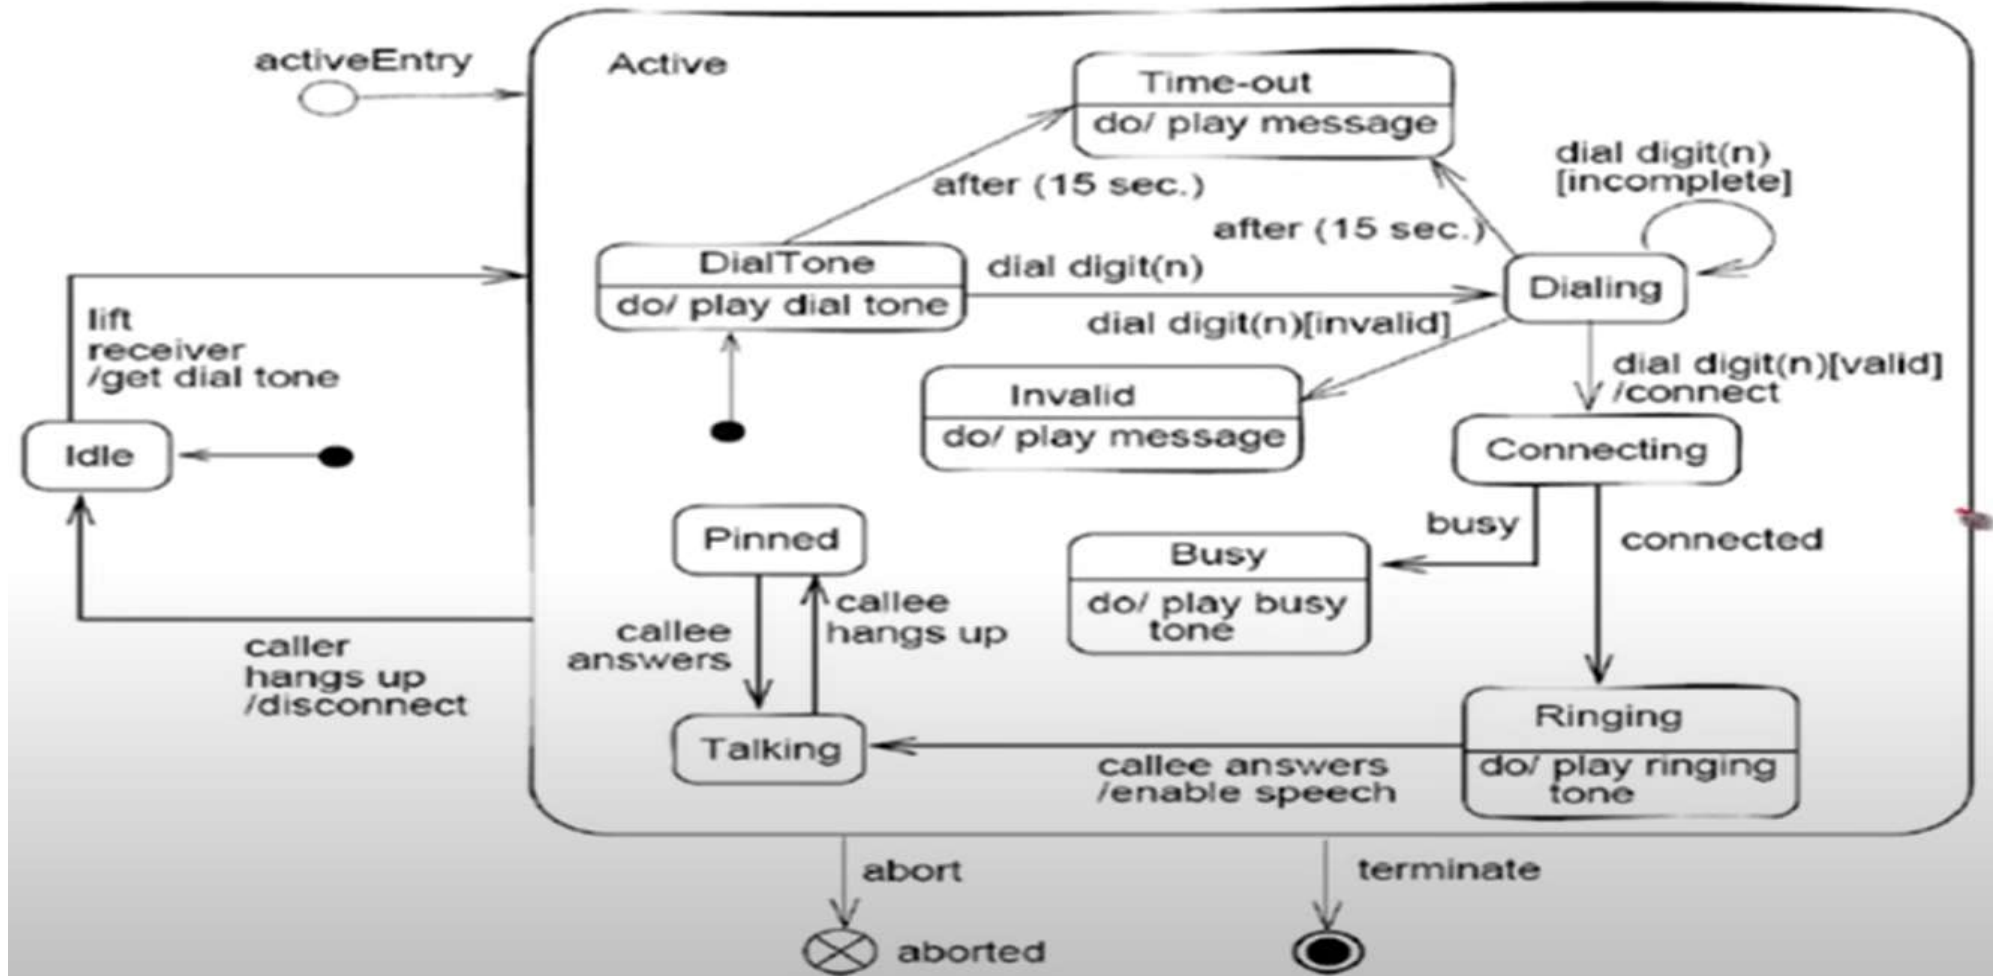 activeEntry
Active
Time-out
do/ play message
dial digit(n)
[incomplete]
after (15 sec.)
after (15 sec.)
DialTone
do/ play dial tone
dial digit(n)
Dialing
dial digit(n)[invalid]
lift
receiver
/get dial tone
dial digit(n)[valid]
/connect
Invalid
do/ play message
Idle
Connecting
Pinned
busy
connected
Busy
do/ play busy
tone
callee
hangs up
callee
answers
caller
hangs up
/disconnect
Talking
Ringing
do/ play ringing
tone
callee answers
/enable speech
abort
terminate
aborted